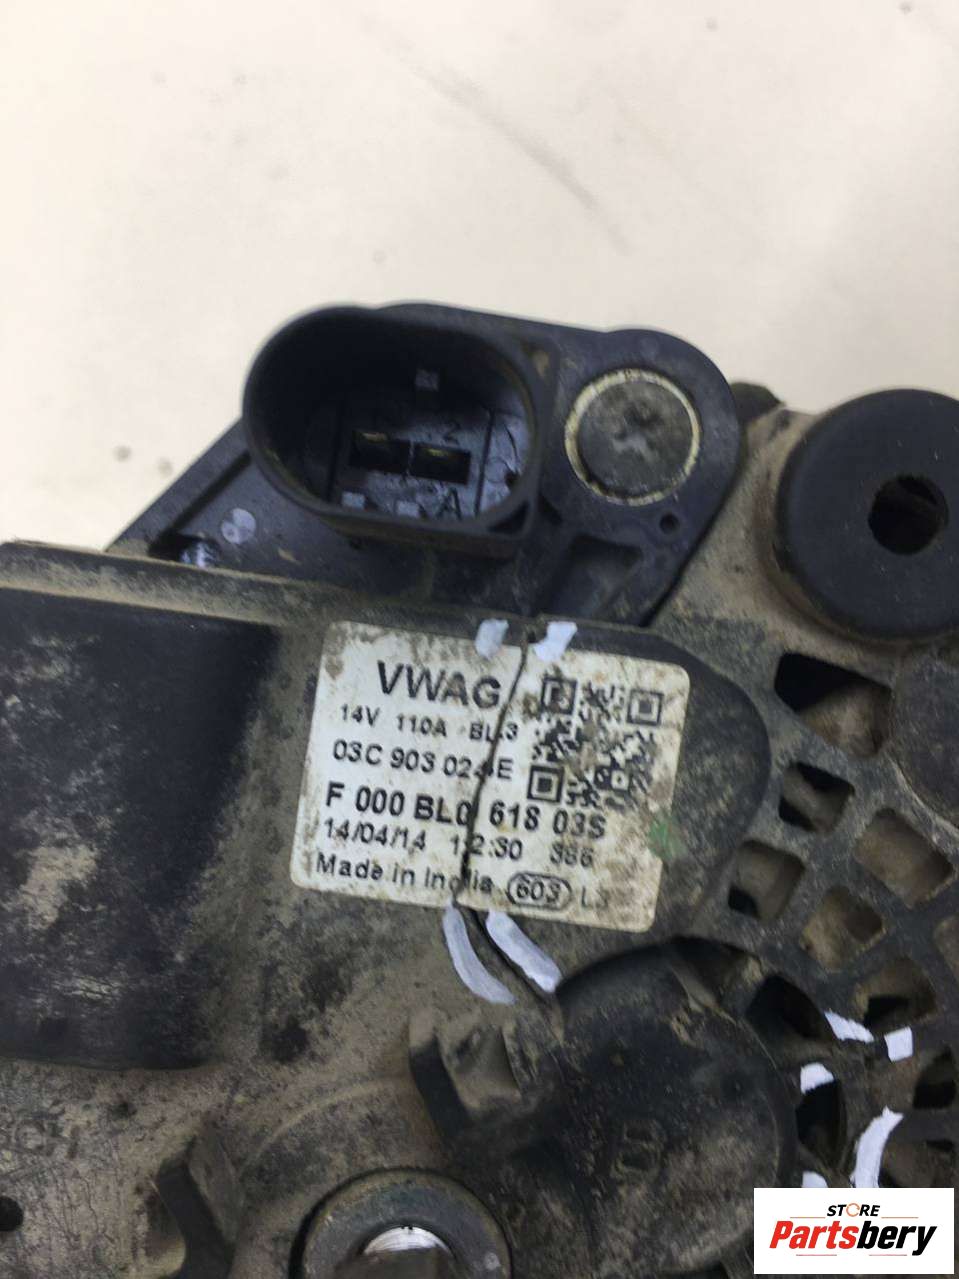 2
A
VWAG
14V 110A BL3
03C 903 024E
F 000 BL0 618 03S
14/04/14 12:30 386
Made in India 603 L3
STORE
Partsbery